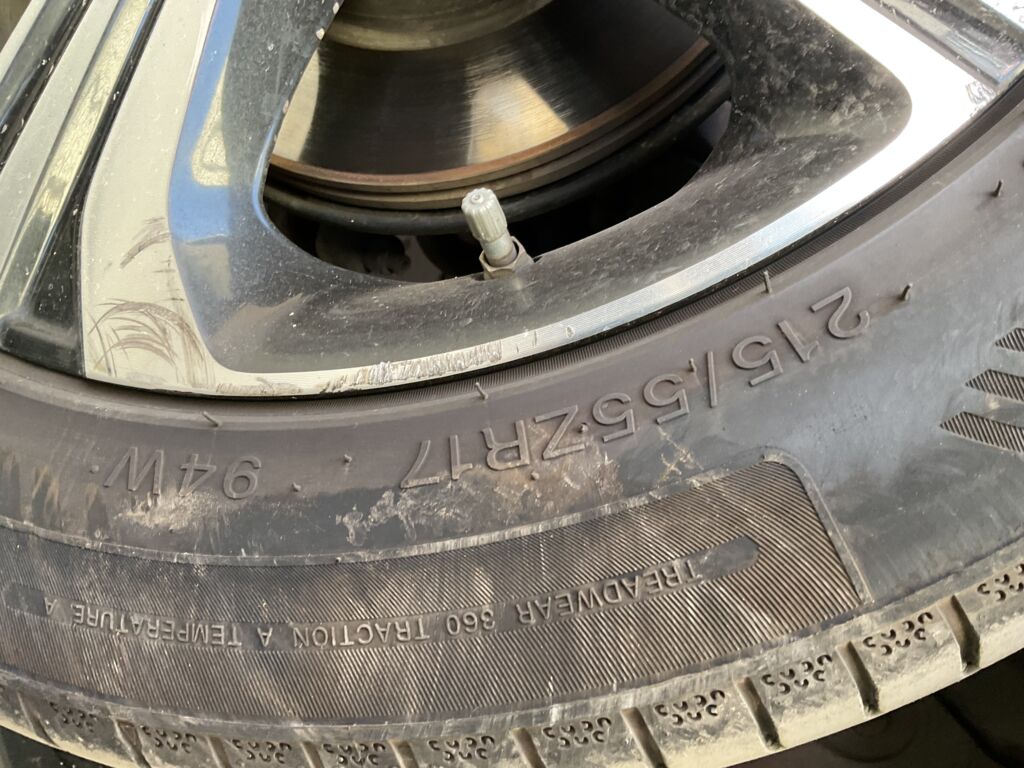 215/55ZR17 94W
TREADWEAR 360 TRACTION A TEMPERATURE A